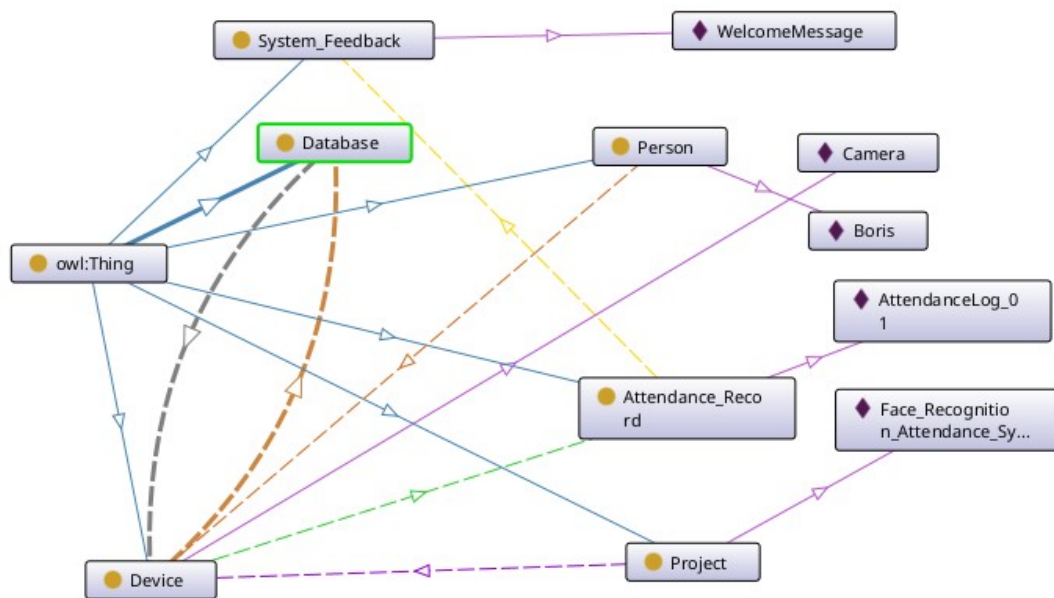 System_Feedback
WelcomeMessage
Database
Person
Camera
Boris
owl:Thing
AttendanceLog_0
1
Attendance_Reco
rd
Face_Recognitio
n_Attendance_Sy...
Device
Project